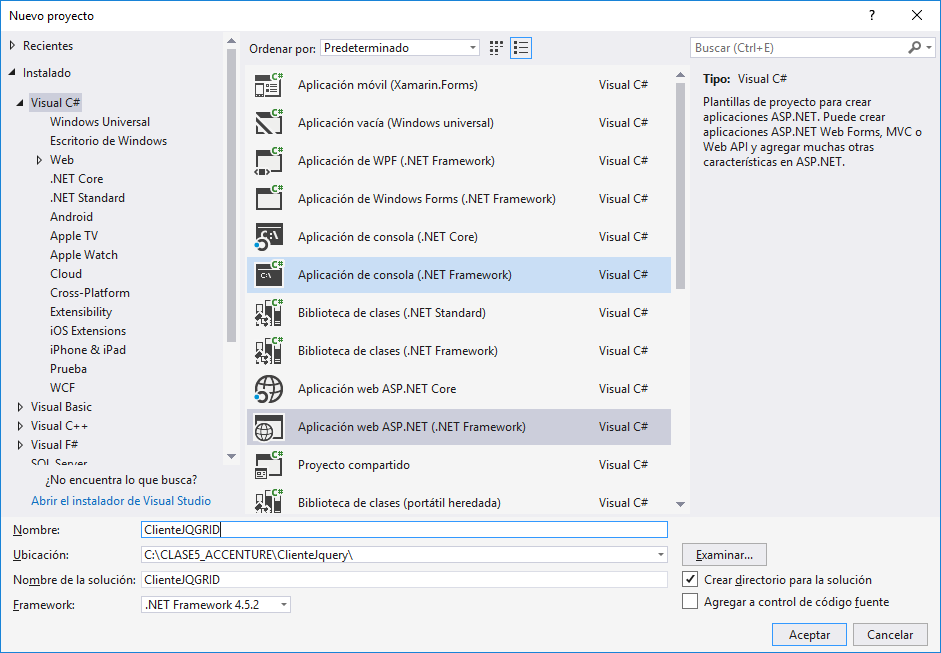 Nuevo proyecto
Recientes
Instalado
Visual C#
Windows Universal
Escritorio de Windows
Web
.NET Core
.NET Standard
Android
Apple TV
Apple Watch
Cloud
Cross-Platform
Extensibility
iOS Extensions
iPhone & iPad
Prueba
WCF
Visual Basic
Visual C++
Visual F#
SQL Server
¿No encuentra lo que busca?
Abrir el instalador de Visual Studio
Ordenar por: Predeterminado
Aplicación móvil (Xamarin.Forms) Visual C#
Aplicación vacía (Windows universal) Visual C#
Aplicación de WPF (.NET Framework) Visual C#
Aplicación de Windows Forms (.NET Framework) Visual C#
Aplicación de consola (.NET Core) Visual C#
Aplicación de consola (.NET Framework) Visual C#
Biblioteca de clases (.NET Standard) Visual C#
Biblioteca de clases (.NET Framework) Visual C#
Aplicación web ASP.NET Core Visual C#
Aplicación web ASP.NET (.NET Framework) Visual C#
Proyecto compartido Visual C#
Biblioteca de clases (portátil heredada) Visual C#
Buscar (Ctrl+E)
Tipo: Visual C#
Plantillas de proyecto para crear
aplicaciones ASP.NET. Puede crear
aplicaciones ASP.NET Web Forms, MVC o
Web API y agregar muchas otras
características en ASP.NET.
Nombre: ClienteJQGRID
Ubicación: C:\CLASE5_ACCENTURE\ClienteJquery\
Examinar...
Nombre de la solución: ClienteJQGRID
Crear directorio para la solución
Framework: .NET Framework 4.5.2
Agregar a control de código fuente
Aceptar Cancelar